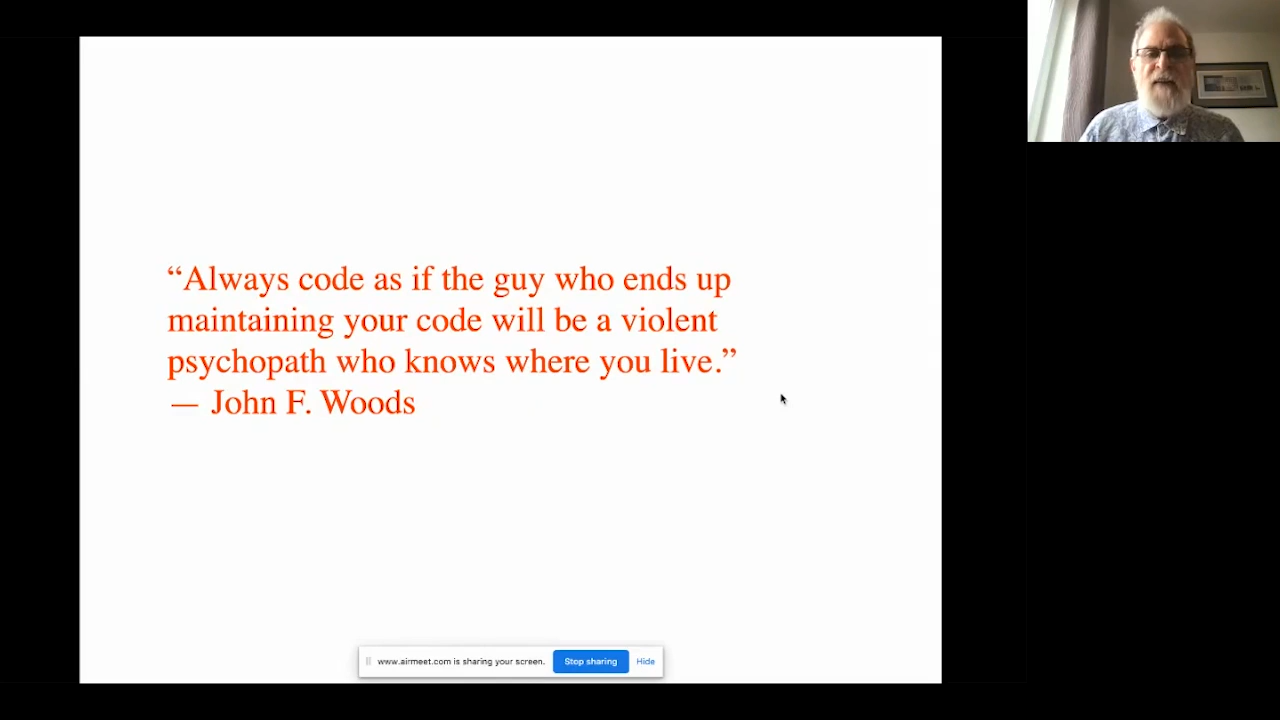 “Always code as if the guy who ends up
maintaining your code will be a violent
psychopath who knows where you live.”
— John F. Woods
www.airmeet.com is sharing your screen. Stop sharing Hide